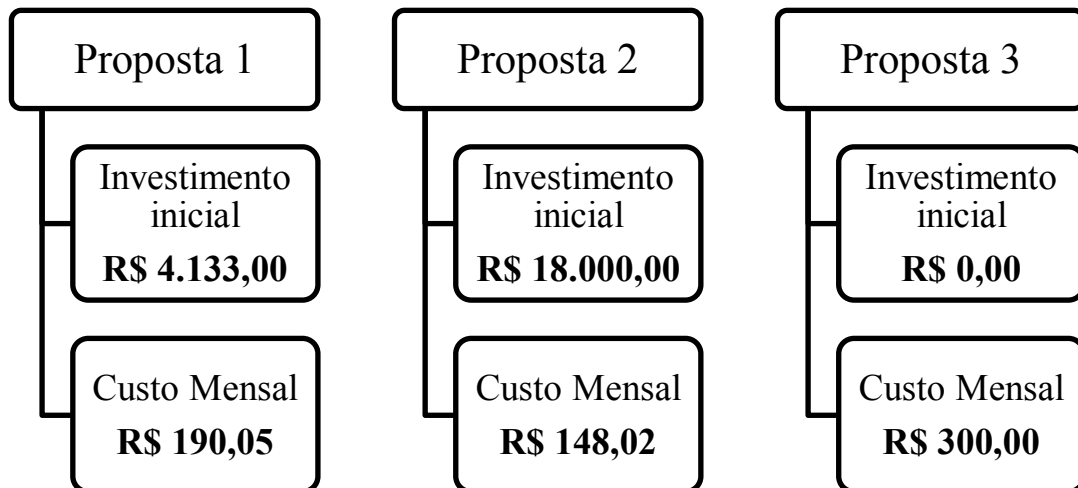 Proposta 1
Investimento
inicial
R$ 4.133,00
Custo Mensal
R$ 190,05
Proposta 2
Investimento
inicial
R$ 18.000,00
Custo Mensal
R$ 148,02
Proposta 3
Investimento
inicial
R$ 0,00
Custo Mensal
R$ 300,00